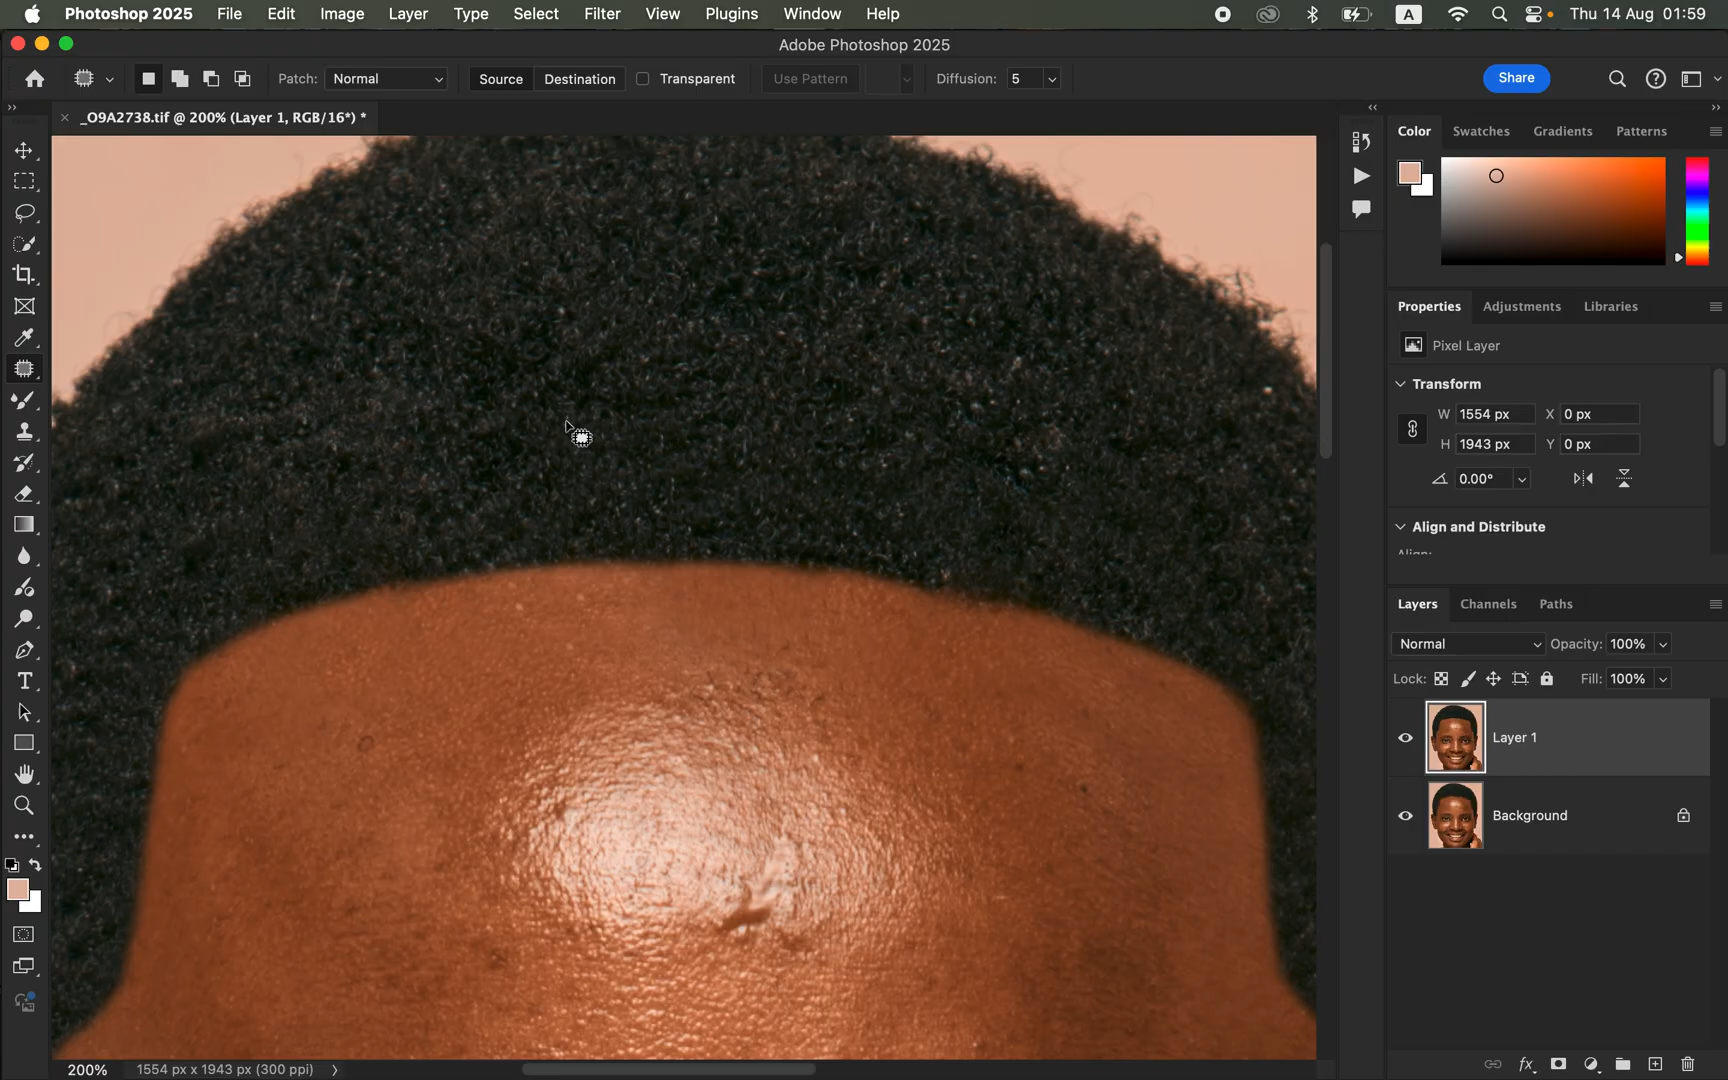 Photoshop 2025 File Edit Image Layer Type Select Filter View Plugins Window Help A Thu 14 Aug 01:59
Adobe Photoshop 2025
Patch: Normal Source Destination Transparent Use Pattern Diffusion: 5 Share
_O9A2738.tif @ 200% (Layer 1, RGB/16*) *
Color Swatches Gradients Patterns
Properties Adjustments Libraries
Pixel Layer
Transform
W 1554 px X 0 px
H 1943 px Y 0 px
0.00°
Align and Distribute
Align:
Layers Channels Paths
Normal Opacity: 100%
Lock: Fill: 100%
Layer 1
Background
fx
200% 1554 px x 1943 px (300 ppi)